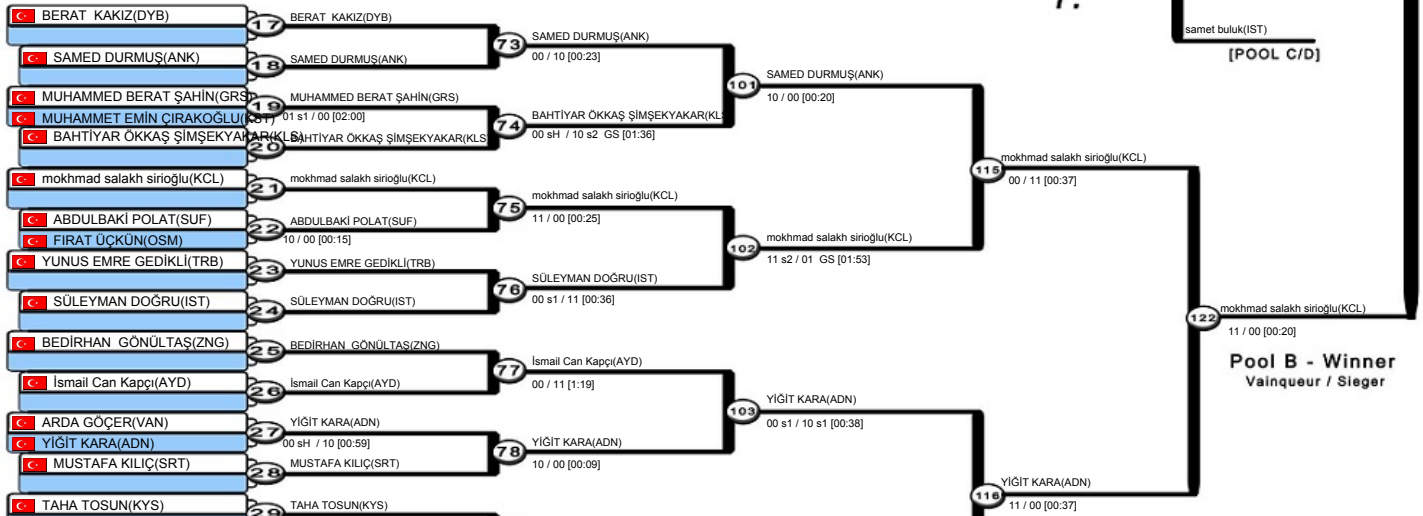 BERAT KAKIZ(DYB)
SAMED DURMUŞ(ANK)
MUHAMMED BERAT ŞAHİN(GRS)
MUHAMMET EMİN ÇIRAKOĞLU(KST)
BAHTİYAR ÖKKAŞ ŞİMŞEKYAKAR(KLS)
mokhmad salakh sirioğlu(KCL)
ABDULBAKİ POLAT(SUF)
FIRAT ÜÇKÜN(OSM)
YUNUS EMRE GEDİKLİ(TRB)
SÜLEYMAN DOĞRU(IST)
BEDİRHAN GÖNÜLTAŞ(ZNG)
İsmail Can Kapçı(AYD)
ARDA GÖÇER(VAN)
YİĞİT KARA(ADN)
MUSTAFA KILIÇ(SRT)
TAHA TOSUN(KYS)
17 BERAT KAKIZ(DYB)
18 SAMED DURMUŞ(ANK)
19 MUHAMMED BERAT ŞAHİN(GRS)
01 s1 / 00 [02:00]
20 BAHTİYAR ÖKKAŞ ŞİMŞEKYAKAR(KLS)
21 mokhmad salakh sirioğlu(KCL)
22 ABDULBAKİ POLAT(SUF)
10 / 00 [00:15]
23 YUNUS EMRE GEDİKLİ(TRB)
24 SÜLEYMAN DOĞRU(IST)
25 BEDİRHAN GÖNÜLTAŞ(ZNG)
26 İsmail Can Kapçı(AYD)
27 YİĞİT KARA(ADN)
00 sH / 10 [00:59]
28 MUSTAFA KILIÇ(SRT)
29 TAHA TOSUN(KYS)
73 SAMED DURMUŞ(ANK)
00 / 10 [00:23]
74 BAHTİYAR ÖKKAŞ ŞİMŞEKYAKAR(KLS
00 sH / 10 s2 GS [01:36]
75 mokhmad salakh sirioğlu(KCL)
11 / 00 [00:25]
76 SÜLEYMAN DOĞRU(IST)
00 s1 / 11 [00:36]
77 İsmail Can Kapçı(AYD)
00 / 11 [1:19]
78 YİĞİT KARA(ADN)
10 / 00 [00:09]
101 SAMED DURMUŞ(ANK)
10 / 00 [00:20]
102 mokhmad salakh sirioğlu(KCL)
11 s2 / 01 GS [01:53]
103 YİĞİT KARA(ADN)
00 s1 / 10 s1 [00:38]
115 mokhmad salakh sirioğlu(KCL)
00 / 11 [00:37]
116 YİĞİT KARA(ADN)
11 / 00 [00:37]
122 mokhmad salakh sirioğlu(KCL)
11 / 00 [00:20]
Pool B - Winner
Vainqueur / Sieger
samet buluk(IST)
[POOL C/D]